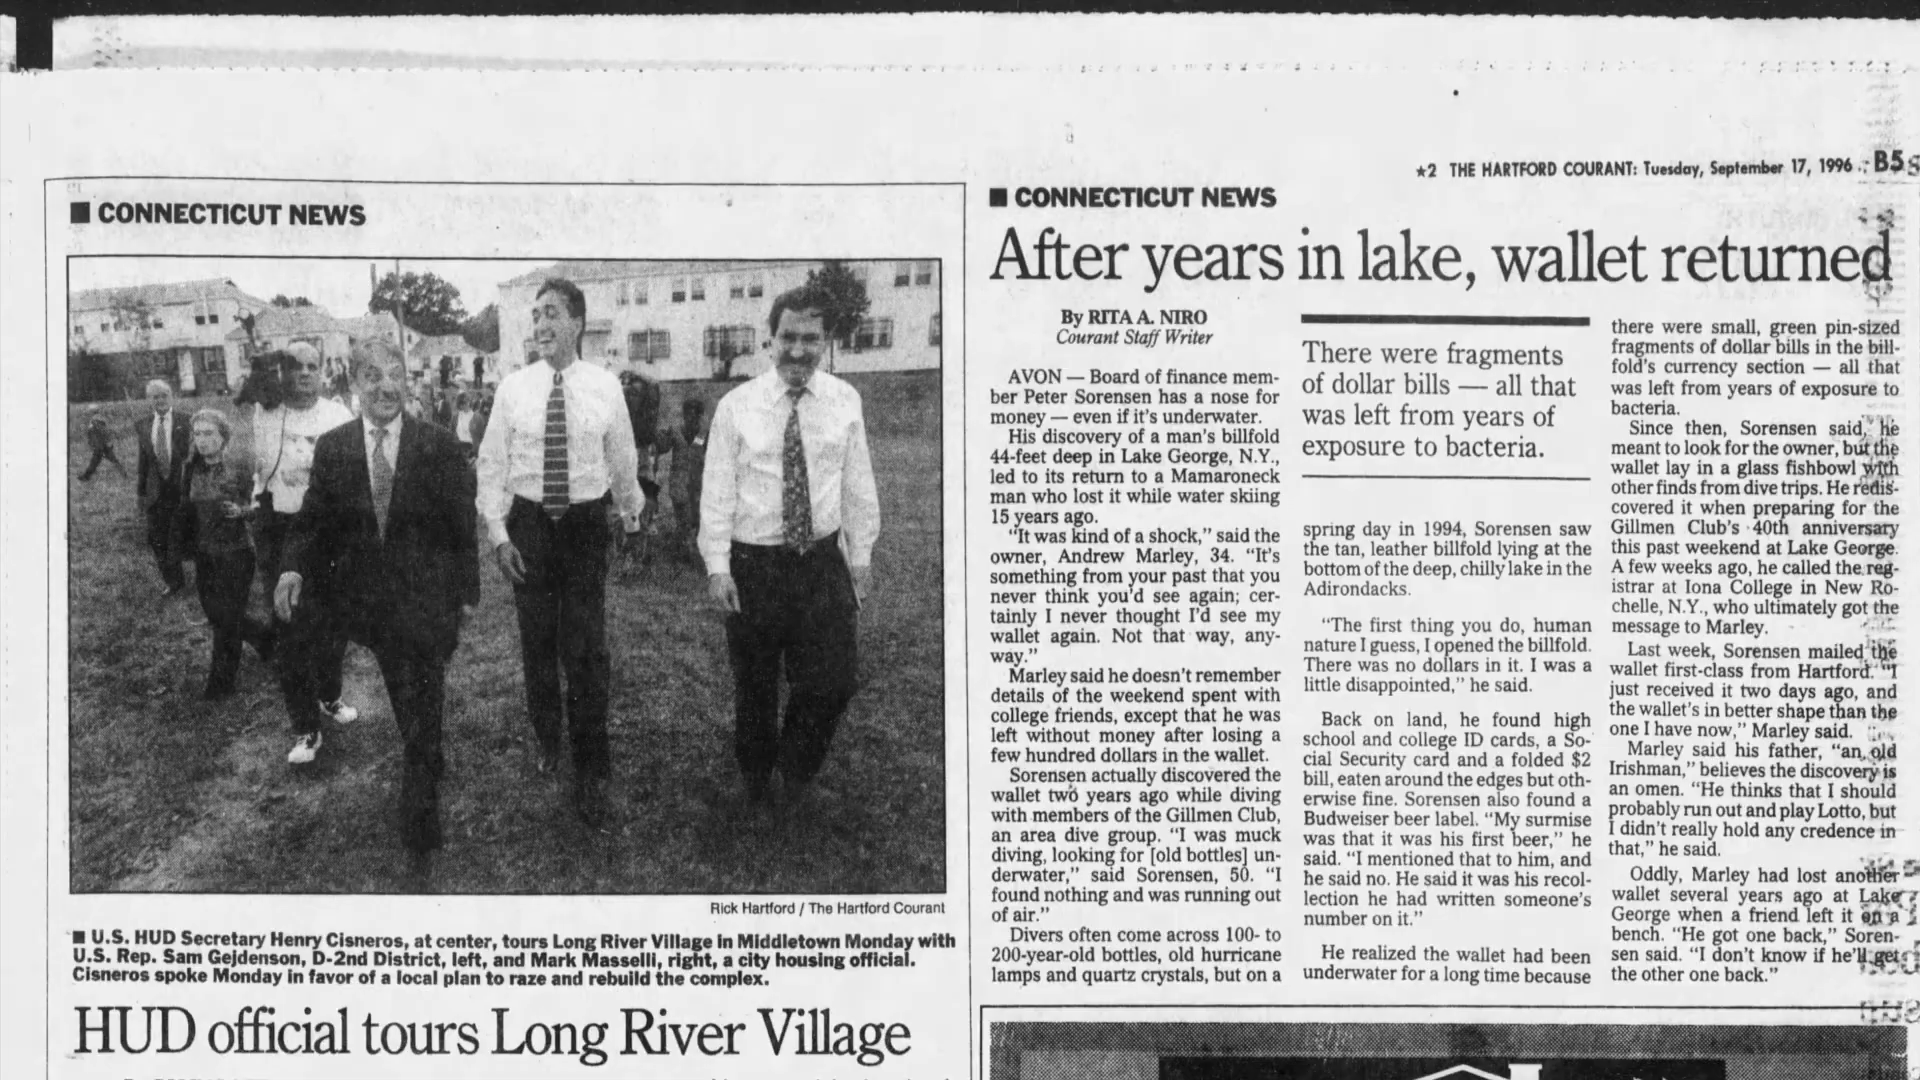 ★2 THE HARTFORD COURANT: Tuesday, September 17, 1996 B5
■ CONNECTICUT NEWS
Rick Hartford / The Hartford Courant
■ U.S. HUD Secretary Henry Cisneros, at center, tours Long River Village in Middletown Monday with
U.S. Rep. Sam Gejdenson, D-2nd District, left, and Mark Masselli, right, a city housing official.
Cisneros spoke Monday in favor of a local plan to raze and rebuild the complex.
HUD official tours Long River Village
■ CONNECTICUT NEWS
After years in lake, wallet returned
By RITA A. NIRO
Courant Staff Writer
AVON — Board of finance mem-
ber Peter Sorensen has a nose for
money — even if it's underwater.
His discovery of a man's billfold
44-feet deep in Lake George, N.Y.,
led to its return to a Mamaroneck
man who lost it while water skiing
15 years ago.
"It was kind of a shock," said the
owner, Andrew Marley, 34. "It's
something from your past that you
never think you'd see again; cer-
tainly I never thought I'd see my
wallet again. Not that way, any-
way."
Marley said he doesn't remember
details of the weekend spent with
college friends, except that he was
left without money after losing a
few hundred dollars in the wallet.
Sorensen actually discovered the
wallet two years ago while diving
with members of the Gillmen Club,
an area dive group. "I was muck
diving, looking for [old bottles] un-
derwater," said Sorensen, 50. "I
found nothing and was running out
of air."
Divers often come across 100- to
200-year-old bottles, old hurricane
lamps and quartz crystals, but on a
There were fragments
of dollar bills — all that
was left from years of
exposure to bacteria.
spring day in 1994, Sorensen saw
the tan, leather billfold lying at the
bottom of the deep, chilly lake in the
Adirondacks.
"The first thing you do, human
nature I guess, I opened the billfold.
There was no dollars in it. I was a
little disappointed," he said.
Back on land, he found high
school and college ID cards, a So-
cial Security card and a folded $2
bill, eaten around the edges but oth-
erwise fine. Sorensen also found a
Budweiser beer label. "My surmise
was that it was his first beer," he
said. "I mentioned that to him, and
he said no. He said it was his recol-
lection he had written someone's
number on it."
He realized the wallet had been
underwater for a long time because
there were small, green pin-sized
fragments of dollar bills in the bill-
fold's currency section — all that
was left from years of exposure to
bacteria.
Since then, Sorensen said, he
meant to look for the owner, but the
wallet lay in a glass fishbowl with
other finds from dive trips. He redis-
covered it when preparing for the
Gillmen Club's 40th anniversary
this past weekend at Lake George.
A few weeks ago, he called the reg-
istrar at Iona College in New Ro-
chelle, N.Y., who ultimately got the
message to Marley.
Last week, Sorensen mailed the
wallet first-class from Hartford. "I
just received it two days ago, and
the wallet's in better shape than the
one I have now," Marley said.
Marley said his father, "an old
Irishman," believes the discovery is
an omen. "He thinks that I should
probably run out and play Lotto, but
I didn't really hold any credence in
that," he said.
Oddly, Marley had lost another
wallet several years ago at Lake
George when a friend left it on a
bench. "He got one back," Soren-
sen said. "I don't know if he'll get
the other one back."